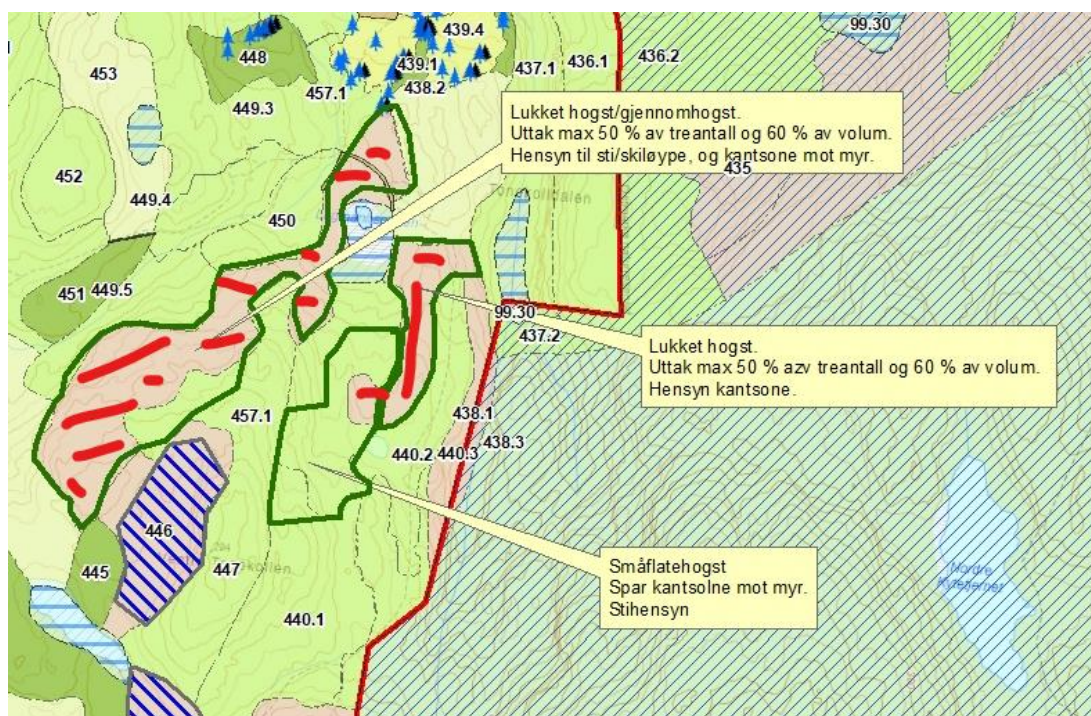 99.30
439.4
448
453
439.1
437.1
436.1
436.2
438.2
457.1
449.3
Lukket hogst/gjennomhogst.
Uttak max 50 % av treantall og 60 % av volum.
Hensyn til sti/skiløype, og kantsone mot myr.
435
452
449.4
450
451
449.5
99.30
437.2
Lukket hogst.
Uttak max 50 % azv treantall og 60 % av volum.
Hensyn kantsone.
457.1
438.1
440.2
440.3
438.3
446
445
447
Småflatehogst
Spar kantsolne mot myr.
Stihensyn
Nordre
440.1